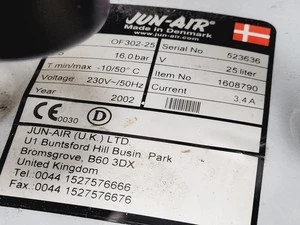 JUN-AIR®
Made in Denmark
www.jun-air.com
OF302-25 Serial No 523636
16.0bar V 25 liter
T min/max -10/50°C Item No 1608790
Voltage 230V~/50Hz Current 3,4 A
Year 2002
CE 0030 D
JUN-AIR (U.K.) LTD.
U1 Buntsford Hill Busin. Park
Bromsgrove, B60 3DX
United Kingdom
Tel.:0044 1527576666
Fax.:0044 1527576676